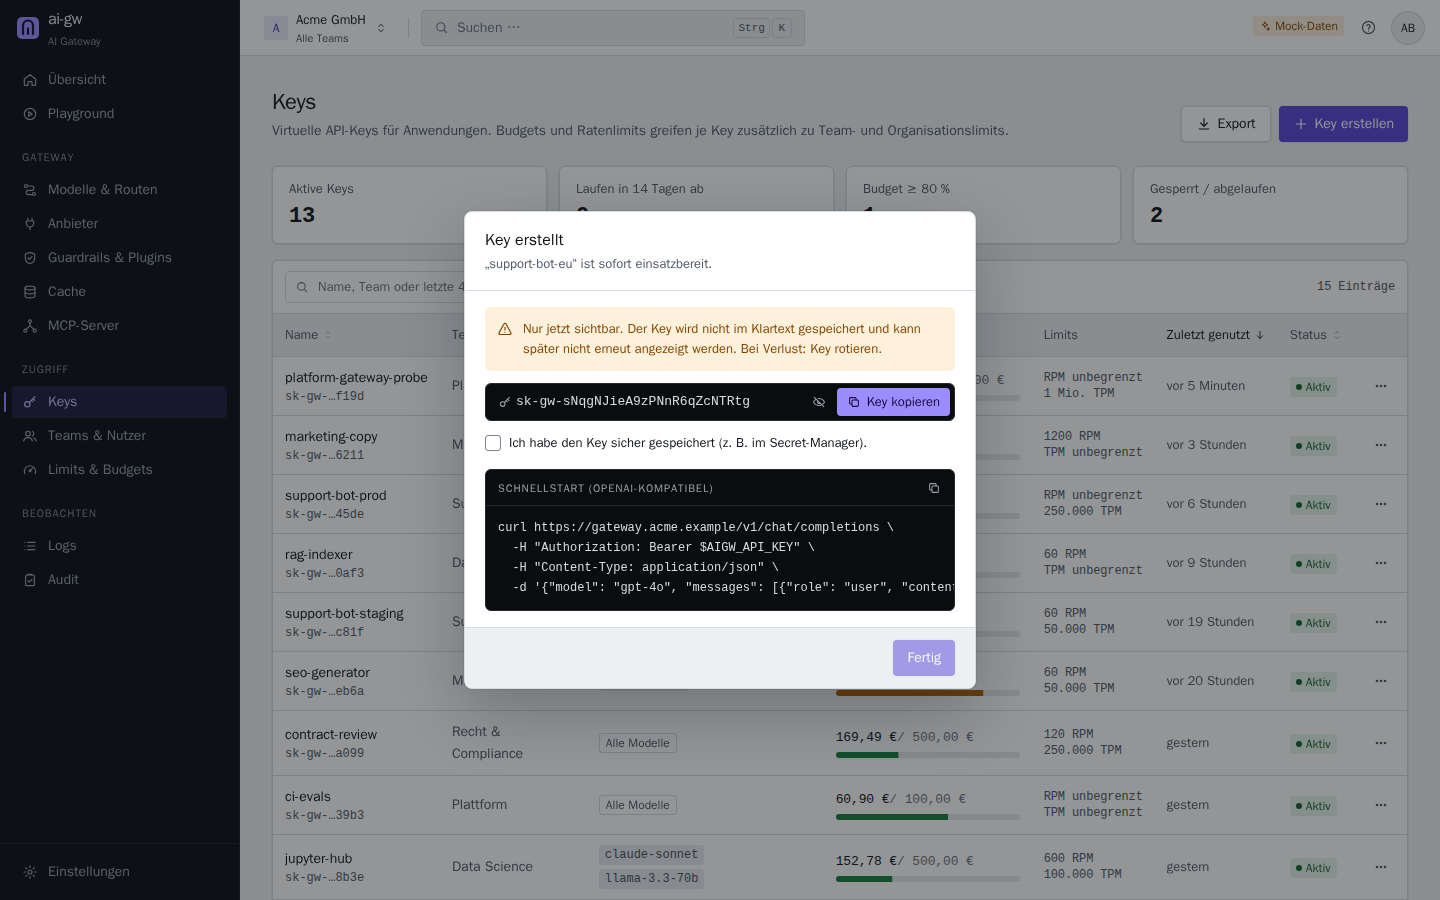 ai-gw
AI Gateway
Übersicht
Playground
GATEWAY
Modelle & Routen
Anbieter
Guardrails & Plugins
Cache
MCP-Server
ZUGRIFF
Keys
Teams & Nutzer
Limits & Budgets
BEOBACHTEN
Logs
Audit
Einstellungen
A
Acme GmbH
Alle Teams
Suchen ···
Strg K
Mock-Daten
AB
Keys
Virtuelle API-Keys für Anwendungen. Budgets und Ratenlimits greifen je Key zusätzlich zu Team- und Organisationslimits.
Export
Key erstellen
Aktive Keys
13
Laufen in 14 Tagen ab
Budget ≥ 80 %
Gesperrt / abgelaufen
2
Name, Team oder letzte 4
15 Einträge
Name
Limits
Zuletzt genutzt
Status
platform-gateway-probe
sk-gw-…f19d
RPM unbegrenzt
1 Mio. TPM
vor 5 Minuten
Aktiv
marketing-copy
sk-gw-…6211
1200 RPM
TPM unbegrenzt
vor 3 Stunden
Aktiv
support-bot-prod
sk-gw-…45de
RPM unbegrenzt
250.000 TPM
vor 6 Stunden
Aktiv
rag-indexer
sk-gw-…0af3
60 RPM
TPM unbegrenzt
vor 9 Stunden
Aktiv
support-bot-staging
sk-gw-…c81f
60 RPM
50.000 TPM
vor 19 Stunden
Aktiv
seo-generator
sk-gw-…eb6a
60 RPM
50.000 TPM
vor 20 Stunden
Aktiv
contract-review
sk-gw-…a099
Recht &
Compliance
Alle Modelle
169,49 €/ 500,00 €
120 RPM
250.000 TPM
gestern
Aktiv
ci-evals
sk-gw-…39b3
Plattform
Alle Modelle
60,90 €/ 100,00 €
RPM unbegrenzt
TPM unbegrenzt
gestern
Aktiv
jupyter-hub
sk-gw-…8b3e
Data Science
claude-sonnet
llama-3.3-70b
152,78 €/ 500,00 €
600 RPM
100.000 TPM
gestern
Aktiv
Key erstellt
„support-bot-eu“ ist sofort einsatzbereit.
Nur jetzt sichtbar. Der Key wird nicht im Klartext gespeichert und kann
später nicht erneut angezeigt werden. Bei Verlust: Key rotieren.
sk-gw-sNqgNJieA9zPNnR6qZcNTRtg
Key kopieren
Ich habe den Key sicher gespeichert (z. B. im Secret-Manager).
SCHNELLSTART (OPENAI-KOMPATIBEL)
curl https://gateway.acme.example/v1/chat/completions \
-H "Authorization: Bearer $AIGW_API_KEY" \
-H "Content-Type: application/json" \
-d '{"model": "gpt-4o", "messages": [{"role": "user", "content
Fertig